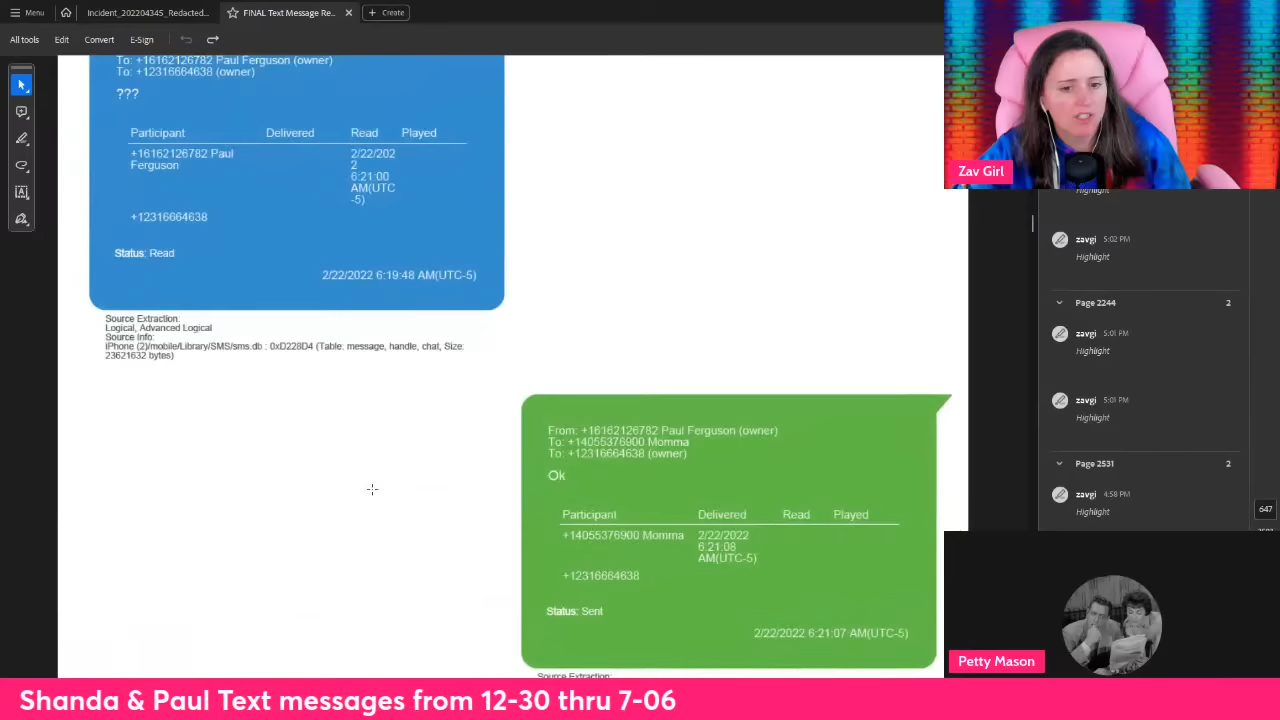 Menu
Incident_202204345_Redacted...
FINAL Text Message Re...
Create
All tools
Edit
Convert
E-Sign
To: +16162126782 Paul Ferguson (owner)
To: +12316664638 (owner)
???
Participant Delivered Read Played
+16162126782 Paul
Ferguson
2/22/202
2
6:21:00
AM(UTC
-5)
+12316664638
Status: Read
2/22/2022 6:19:48 AM(UTC-5)
Source Extraction:
Logical, Advanced Logical
Source Info:
iPhone (2)/mobile/Library/SMS/sms.db : 0xD228D4 (Table: message, handle, chat, Size:
23621632 bytes)
From: +16162126782 Paul Ferguson (owner)
To: +14055376900 Momma
To: +12316664638 (owner)
Ok
Participant Delivered Read Played
+14055376900 Momma
2/22/2022
6:21:08
AM(UTC-5)
+12316664638
Status: Sent
2/22/2022 6:21:07 AM(UTC-5)
Source Extraction:
Zav Girl
Highlight
zavgi 5:02 PM
Highlight
Page 2244 2
zavgi 5:01 PM
Highlight
zavgi 5:01 PM
Highlight
Page 2531 2
zavgi 4:58 PM
Highlight
647
Petty Mason
Shanda & Paul Text messages from 12-30 thru 7-06